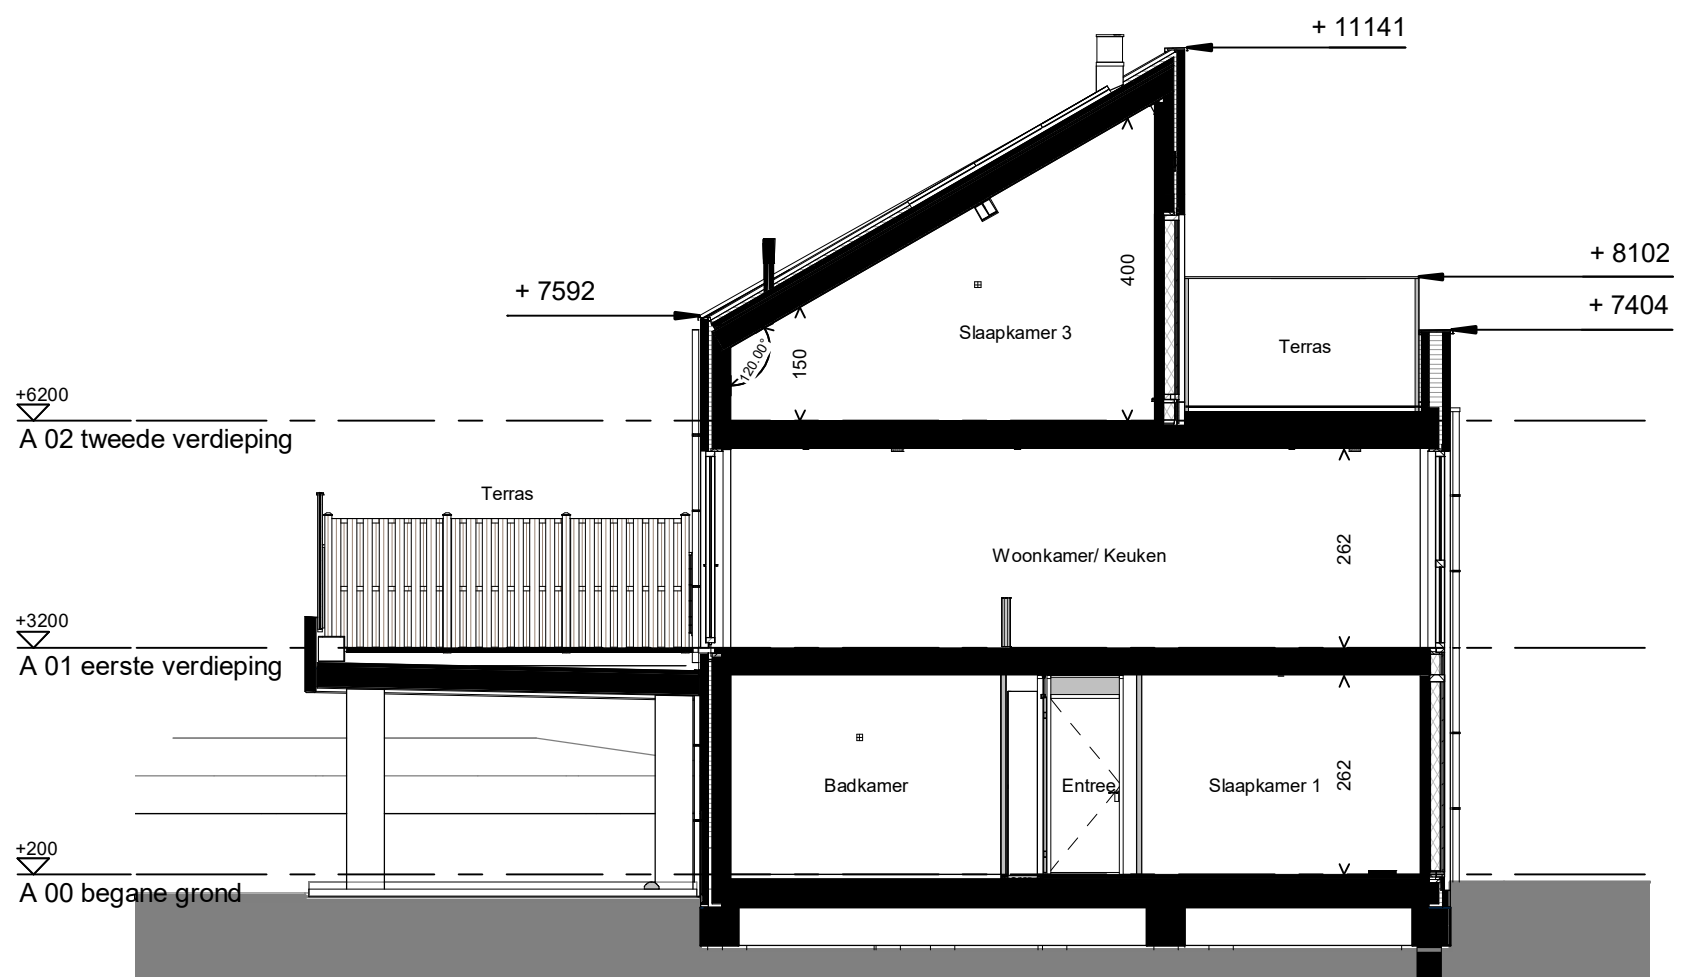 + 11141
+ 8102
+ 7592
+ 7404
400
Slaapkamer 3
Terras
120.00°
150
+6200
A 02 tweede verdieping
Terras
Woonkamer/ Keuken
262
+3200
A 01 eerste verdieping
Badkamer
Entree
Slaapkamer 1
262
+200
A 00 begane grond